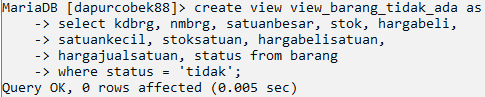 MariaDB [dapurcobek88]> create view view_barang_tidak_ada as
    -> select kdbrg, nmbrg, satuanbesar, stok, hargabeli,
    -> satuankecil, stoksatuan, hargabelisatuan,
    -> hargajualsatuan, status from barang
    -> where status = 'tidak';
Query OK, 0 rows affected (0.005 sec)